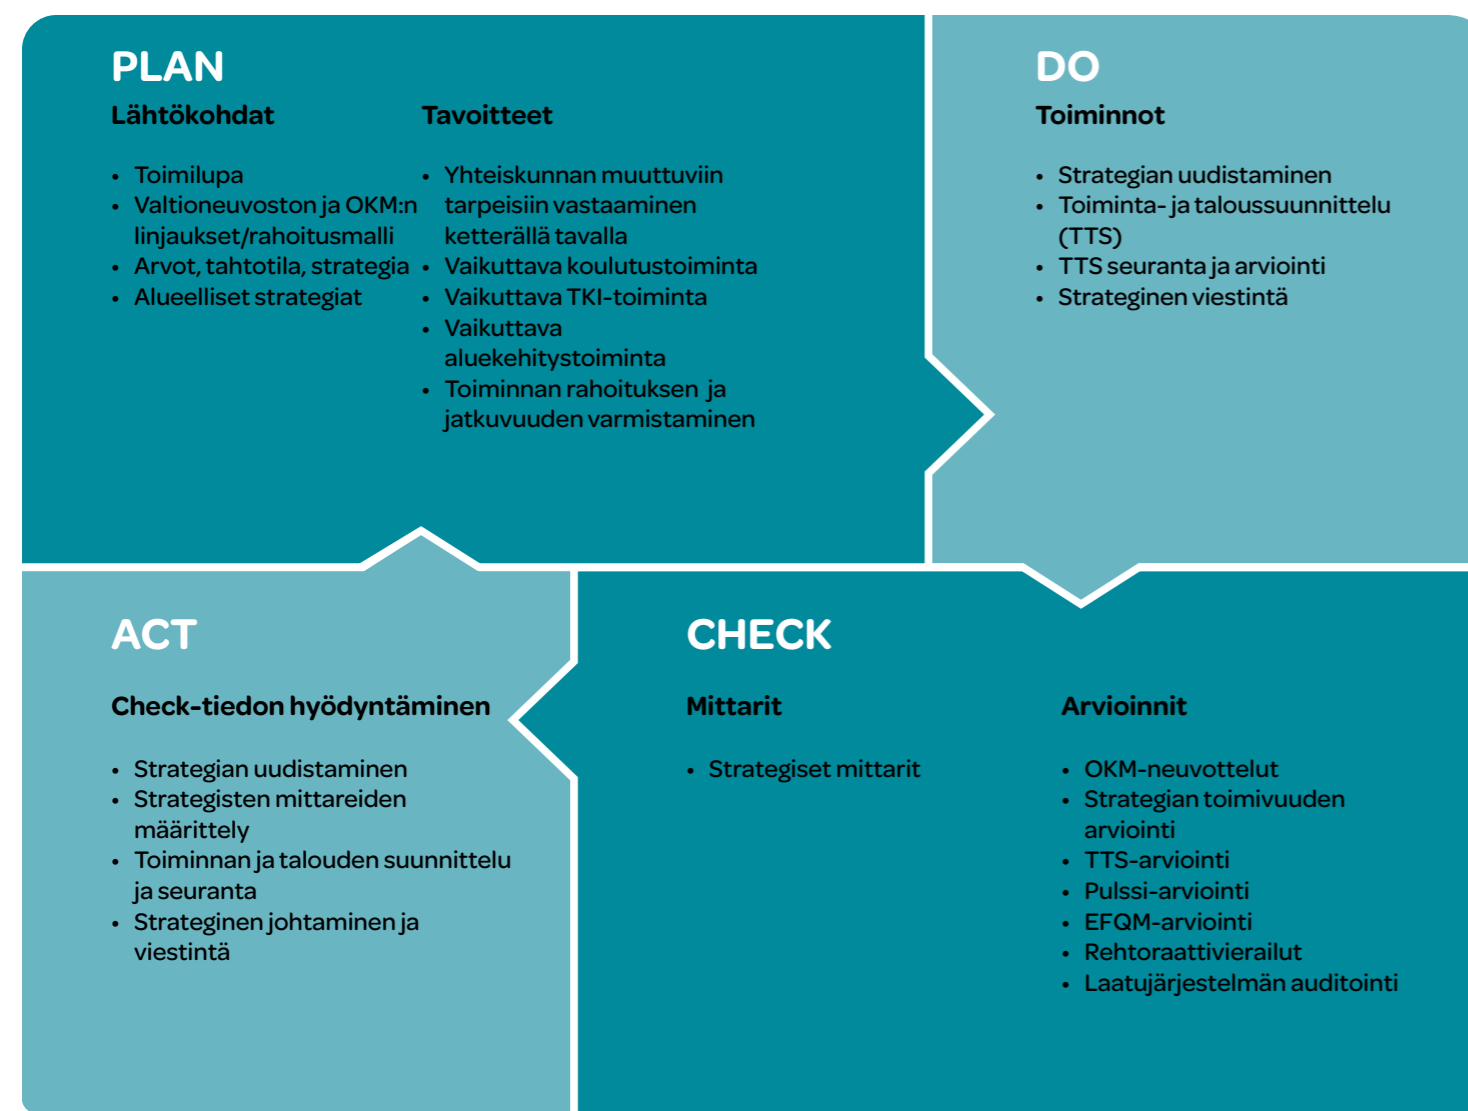 PLAN
Lähtökohdat
• Toimilupa
• Valtioneuvoston ja OKM:n
linjaukset/rahoitusmalli
• Arvot, tahtotila, strategia
• Alueelliset strategiat
Tavoitteet
• Yhteiskunnan muuttuviin
tarpeisiin vastaaminen
ketterällä tavalla
• Vaikuttava koulutustoiminta
• Vaikuttava TKI-toiminta
• Vaikuttava
aluekehitystoiminta
• Toiminnan rahoituksen ja
jatkuvuuden varmistaminen
DO
Toiminnot
• Strategian uudistaminen
• Toiminta- ja taloussuunnittelu
(TTS)
• TTS seuranta ja arviointi
• Strateginen viestintä
ACT
Check-tiedon hyödyntäminen
• Strategian uudistaminen
• Strategisten mittareiden
määrittely
• Toiminnan ja talouden suunnittelu
ja seuranta
• Strateginen johtaminen ja
viestintä
CHECK
Mittarit
• Strategiset mittarit
Arvioinnit
• OKM-neuvottelut
• Strategian toimivuuden
arviointi
• TTS-arviointi
• Pulssi-arviointi
• EFQM-arviointi
• Rehtoraattivierailut
• Laatujärjestelmän auditointi